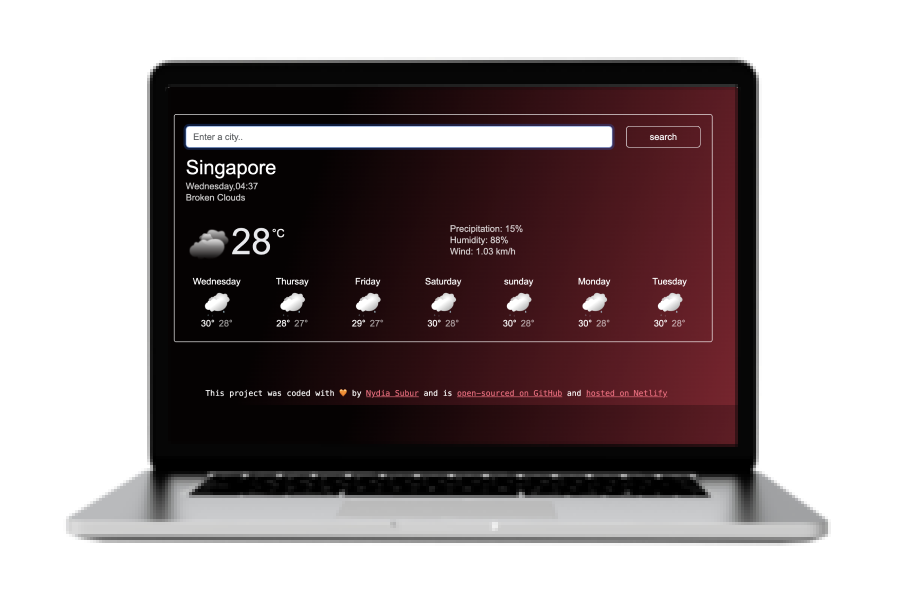 Enter a city..
search
Singapore
Wednesday,04:37
Broken Clouds
28 °C
Precipitation: 15%
Humidity: 88%
Wind: 1.03 km/h
Wednesday Thursay Friday Saturday sunday Monday Tuesday
30° 28° 28° 27° 29° 27° 30° 28° 30° 28° 30° 28° 30° 28°
This project was coded with 🧡 by Nydia Subur and is open-sourced on GitHub and hosted on Netlify